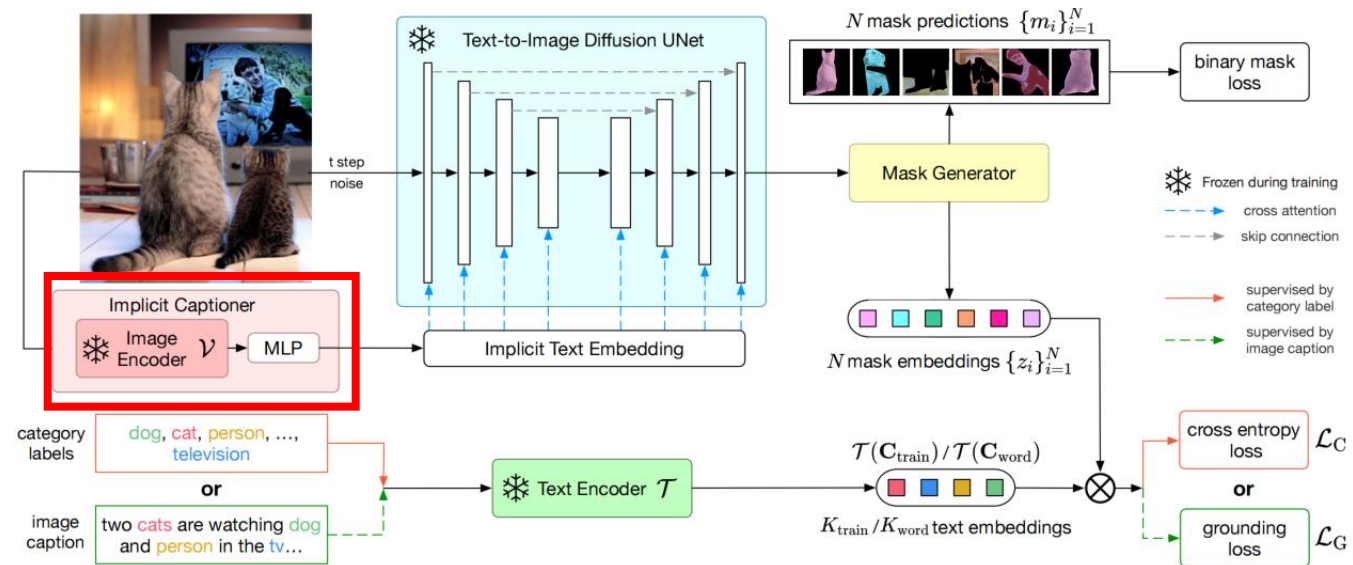 Text-to-Image Diffusion UNet
N mask predictions {m_i}_{i=1}^N
binary mask
loss
t step
noise
Mask Generator
Frozen during training
cross attention
skip connection
supervised by
category label
supervised by
image caption
Implicit Captioner
Image
Encoder 𝒱
MLP
Implicit Text Embedding
N mask embeddings {z_i}_{i=1}^N
category
labels
dog, cat, person, ...,
television
or
image
caption
two cats are watching dog
and person in the tv...
Text Encoder 𝒯
𝒯(C_train) / 𝒯(C_word)
K_train / K_word text embeddings
cross entropy
loss
ℒ_C
or
grounding
loss
ℒ_G